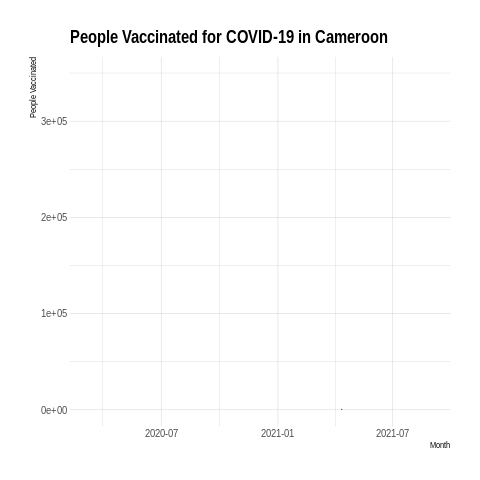 People Vaccinated for COVID-19 in Cameroon
People Vaccinated
3e+05
2e+05
1e+05
0e+00
2020-07 2021-01 2021-07
Month